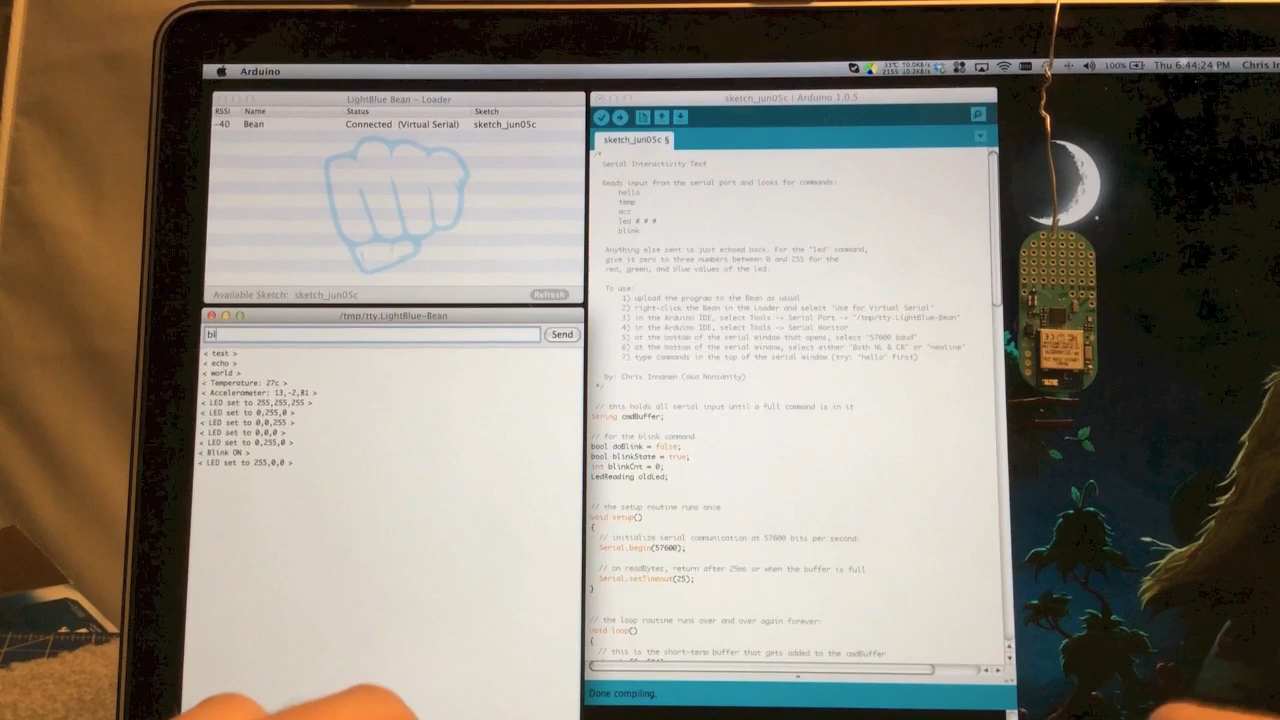 Arduino
33℃ 10.0KB/s
2155 10.2KB/s
100%
Thu 6:44:24 PM Chris In
LightBlue Bean – Loader
RSSI Name Status Sketch
-40 Bean Connected (Virtual Serial) sketch_jun05c
Available Sketch: sketch_jun05c
Refresh
/tmp/tty.LightBlue-Bean
bl
Send
< test >
< echo >
< world >
< Temperature: 27c >
< Accelerometer: 13,-2,81 >
< LED set to 255,255,255 >
< LED set to 0,255,0 >
< LED set to 0,0,255 >
< LED set to 0,0,0 >
< LED set to 0,255,0 >
< Blink ON >
< LED set to 255,0,0 >
sketch_jun05c | Arduino 1.0.5
sketch_jun05c §
/*
Serial Interactivity Test
Reads input from the serial port and looks for commands:
hello
temp
acc
led # # #
blink
Anything else sent is just echoed back. For the "led" command,
give it zero to three numbers between 0 and 255 for the
red, green, and blue values of the led.
To use:
1) upload the program to the Bean as usual
2) right-click the Bean in the Loader and select "Use for Virtual Serial"
3) in the Arduino IDE, select Tools -> Serial Port -> "/tmp/tty.LightBlue-Bean"
4) in the Arduino IDE, select Tools -> Serial Monitor
5) at the bottom of the serial window that opens, select "57600 baud"
6) at the bottom of the serial window, select either "Both NL & CR" or "newline"
7) type commands in the top of the serial window (try: "hello" first)
by: Chris Innanen (aka Nonsanity)
*/
// this holds all serial input until a full command is in it
String cmdBuffer;
// for the blink command
bool doBlink = false;
bool blinkState = true;
int blinkCnt = 0;
LedReading oldLed;
// the setup routine runs once
void setup()
{
// initialize serial communication at 57600 bits per second:
Serial.begin(57600);
// on readBytes, return after 25ms or when the buffer is full
Serial.setTimeout(25);
}
// the loop routine runs over and over again forever:
void loop()
{
// this is the short-term buffer that gets added to the cmdBuffer
Done compiling.